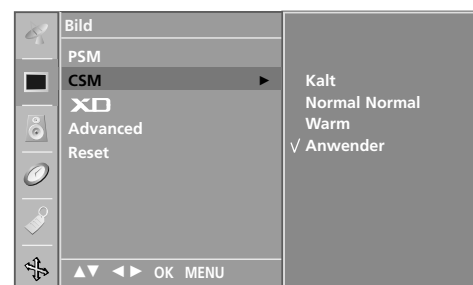 Bild
PSM
CSM ►
XD
Advanced
Reset
▲▼ ◄► OK MENU
Kalt
Normal Normal
Warm
√ Anwender